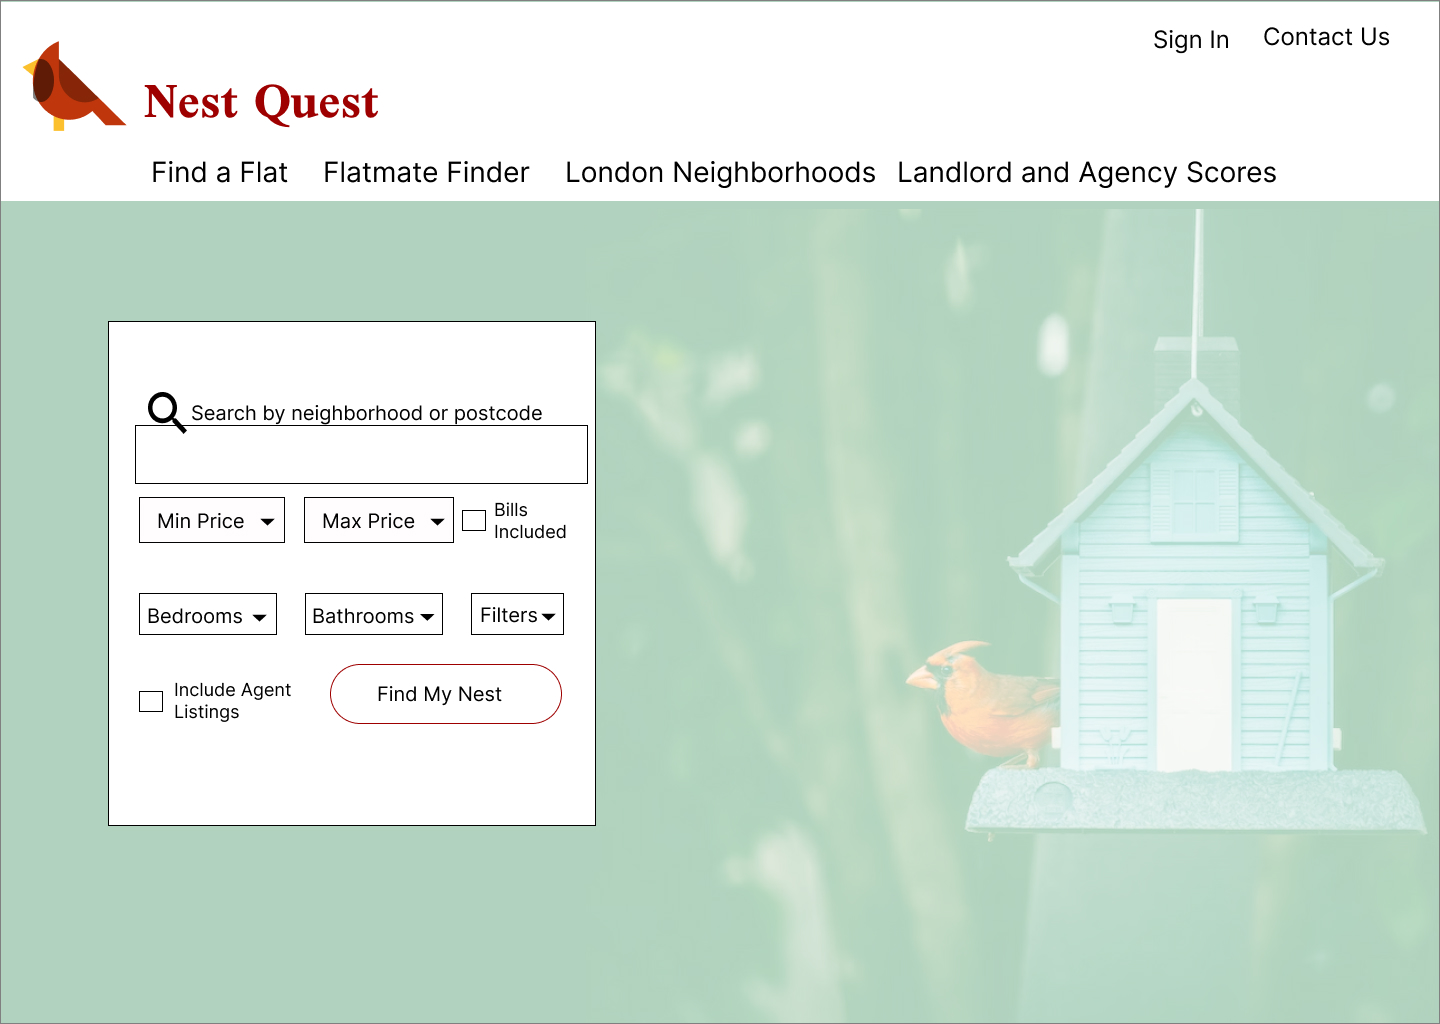 Sign In
Contact Us
Nest Quest
Find a Flat
Flatmate Finder
London Neighborhoods
Landlord and Agency Scores
Search by neighborhood or postcode
Min Price
Max Price
Bills
Included
Bedrooms
Bathrooms
Filters
Include Agent
Listings
Find My Nest